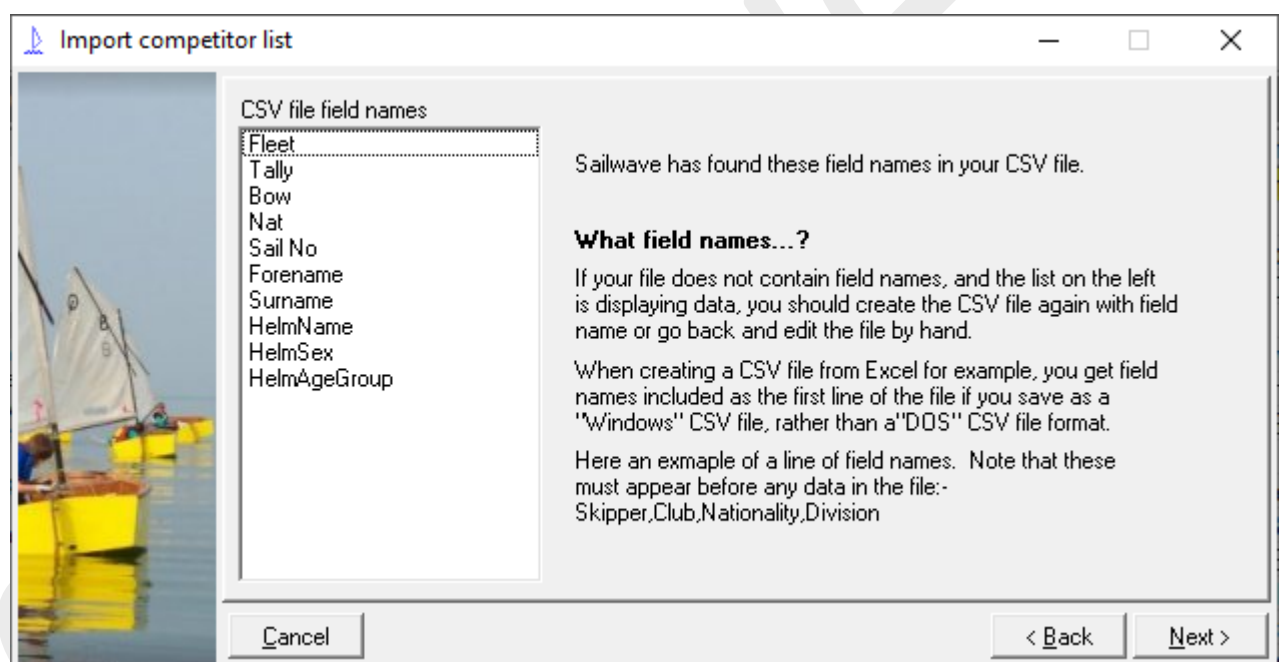 Import competitor list
CSV file field names
Fleet
Tally
Bow
Nat
Sail No
Forename
Surname
HelmName
HelmSex
HelmAgeGroup
Sailwave has found these field names in your CSV file.
What field names...?
If your file does not contain field names, and the list on the left
is displaying data, you should create the CSV file again with field
name or go back and edit the file by hand.
When creating a CSV file from Excel for example, you get field
names included as the first line of the file if you save as a
"Windows" CSV file, rather than a"DOS" CSV file format.
Here an exmaple of a line of field names.  Note that these
must appear before any data in the file:-
Skipper,Club,Nationality,Division
Cancel
< Back
Next >